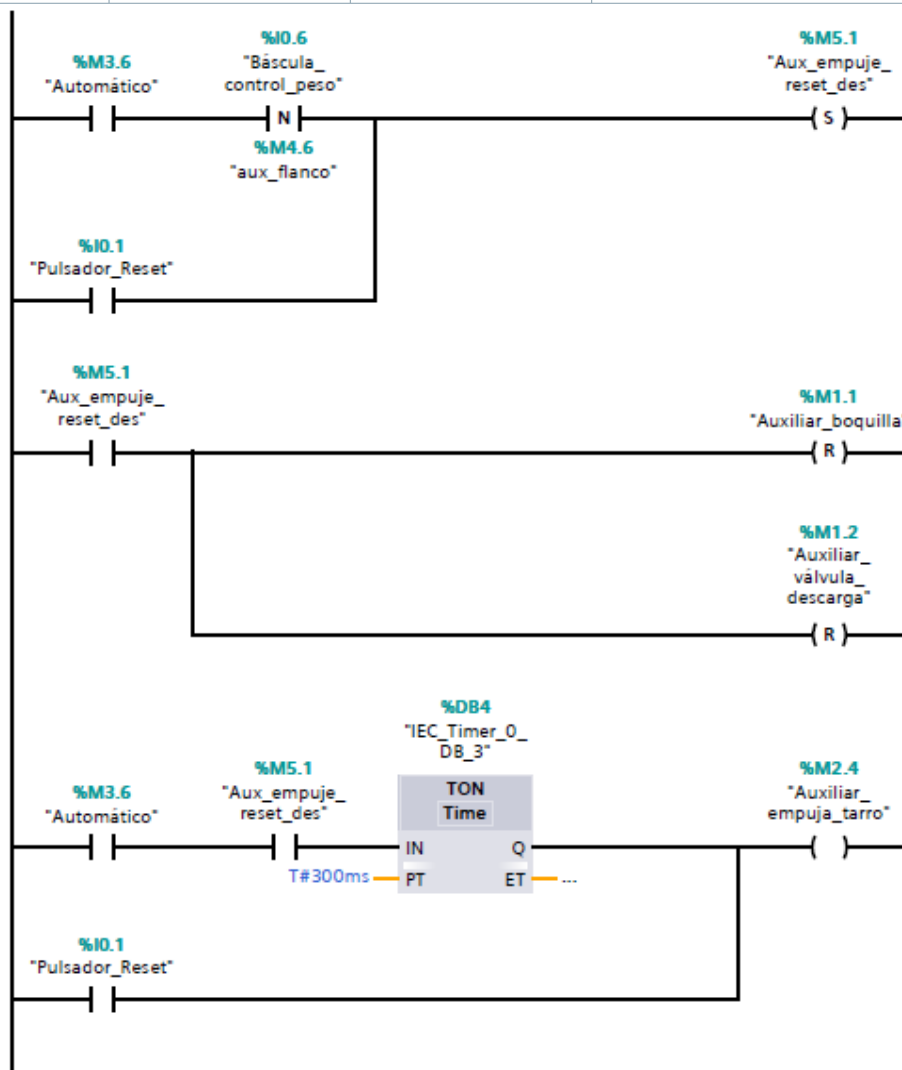 %M3.6
"Automático"
%I0.6
"Báscula_
control_peso"
N
%M4.6
"aux_flanco"
%M5.1
"Aux_empuje_
reset_des"
S
%I0.1
"Pulsador_Reset"
%M5.1
"Aux_empuje_
reset_des"
%M1.1
"Auxiliar_boquilla"
R
%M1.2
"Auxiliar_
válvula_
descarga"
R
%DB4
"IEC_Timer_0_
DB_3"
%M3.6
"Automático"
%M5.1
"Aux_empuje_
reset_des"
TON
Time
IN
Q
T#300ms
PT
ET
...
%M2.4
"Auxiliar_
empuja_tarro"
%I0.1
"Pulsador_Reset"